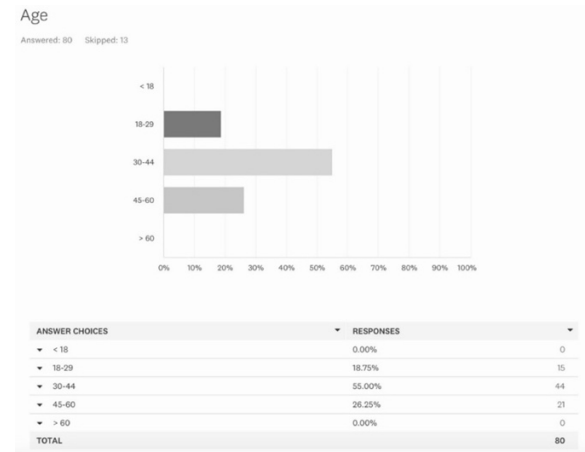 Age
Answered: 80 Skipped: 13
< 18
18-29
30-44
45-60
> 60
0% 10% 20% 30% 40% 50% 60% 70% 80% 90% 100%
ANSWER CHOICES RESPONSES
< 18 0.00% 0
18-29 18.75% 15
30-44 55.00% 44
45-60 26.25% 21
> 60 0.00% 0
TOTAL 80